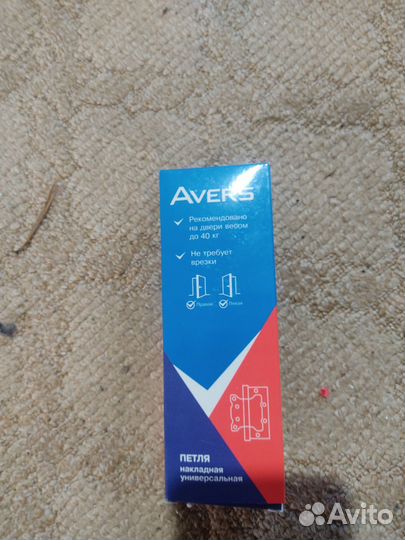 AVERS
Рекомендовано
на двери весом
до 40 кг
Не требует
врезки
Правая Левая
ПЕТЛЯ
накладная
универсальная
Avito